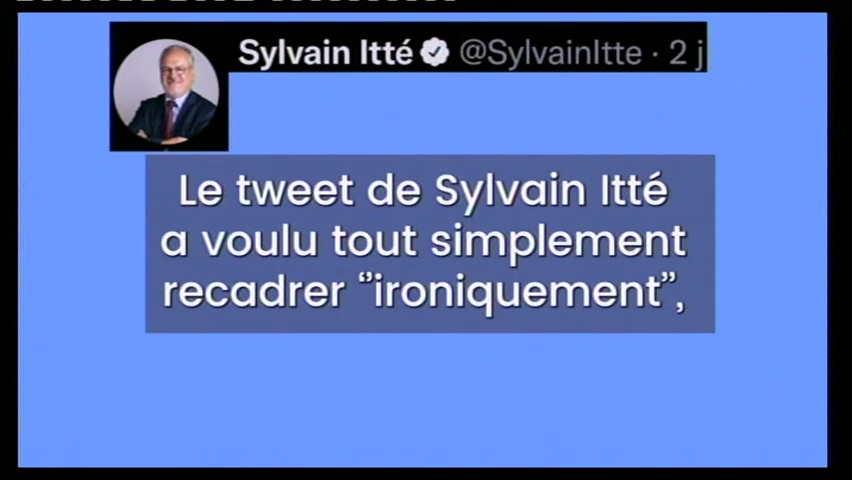 Sylvain Itté @SylvainItte · 2 j
Le tweet de Sylvain Itté
a voulu tout simplement
recadrer “ironiquement”,